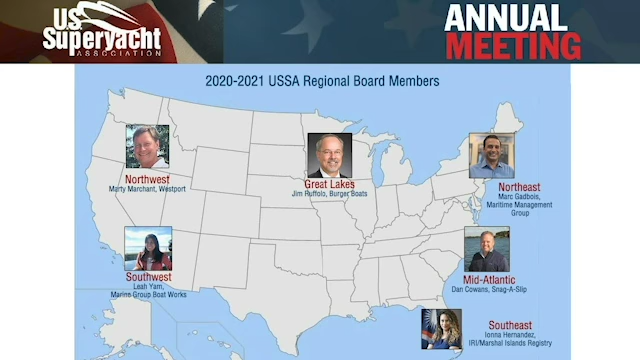 US
Superyacht
ASSOCIATION
ANNUAL
MEETING
2020-2021 USSA Regional Board Members
Northwest
Marty Marchant, Westport
Great Lakes
Jim Ruffolo, Burger Boats
Northeast
Marc Gadbois,
Maritime Management
Group
Southwest
Leah Yam,
Marine Group Boat Works
Mid-Atlantic
Dan Cowans, Snag-A-Slip
Southeast
Ionna Hernandez,
IRI/Marshal Islands Registry